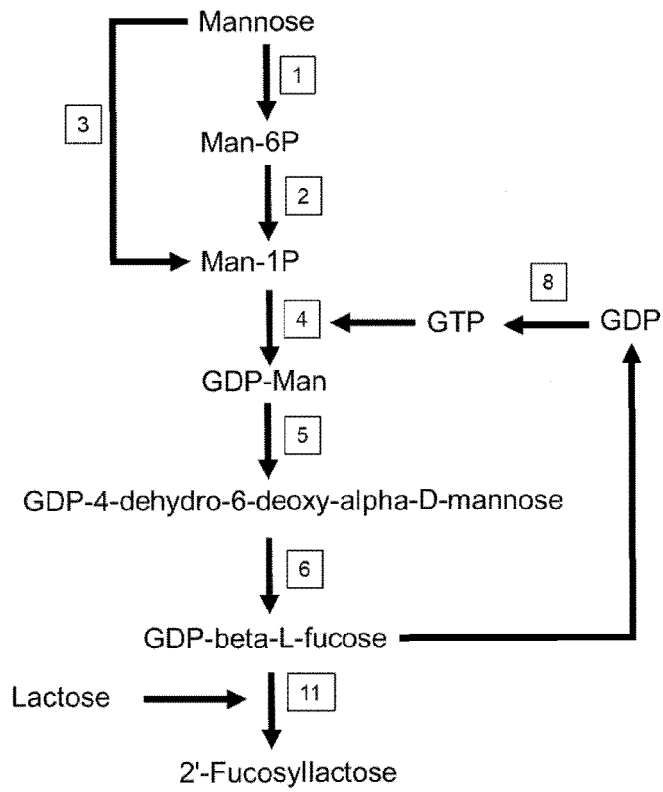 Mannose
1
3
Man-6P
2
Man-1P
8
4
GTP
GDP
GDP-Man
5
GDP-4-dehydro-6-deoxy-alpha-D-mannose
6
GDP-beta-L-fucose
Lactose
11
2'-Fucosyllactose